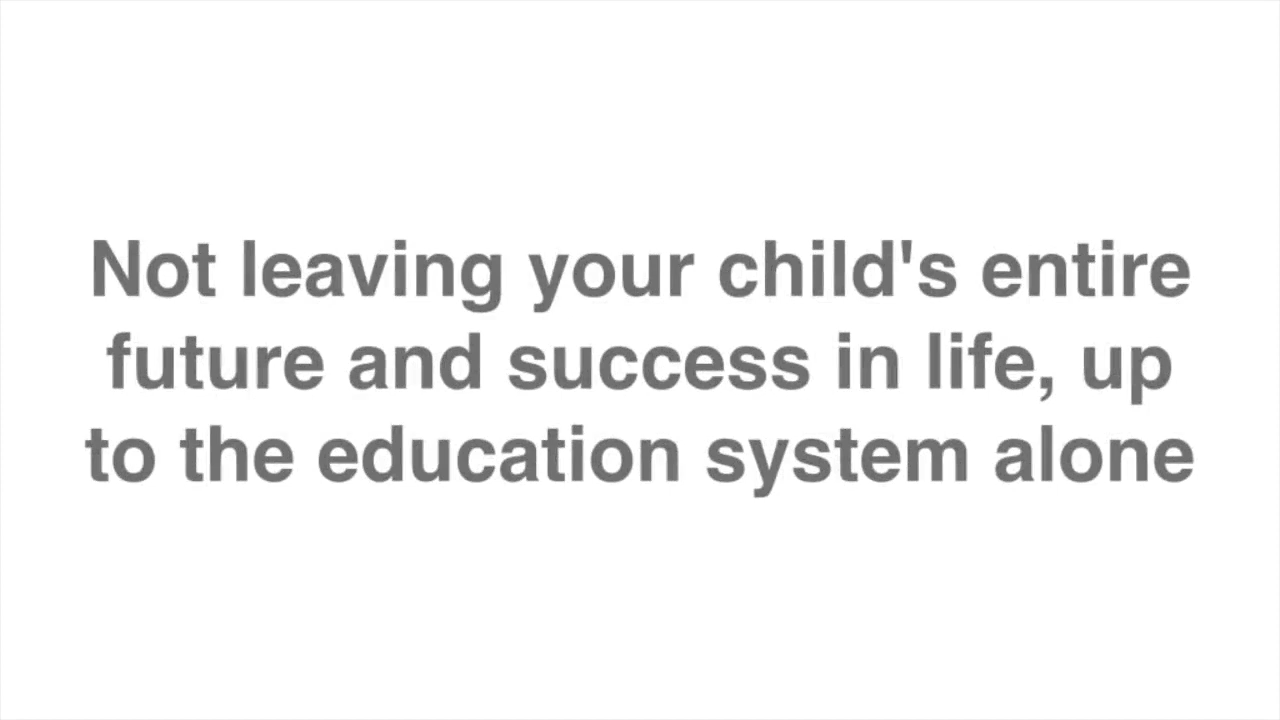 Not leaving your child's entire
future and success in life, up
to the education system alone